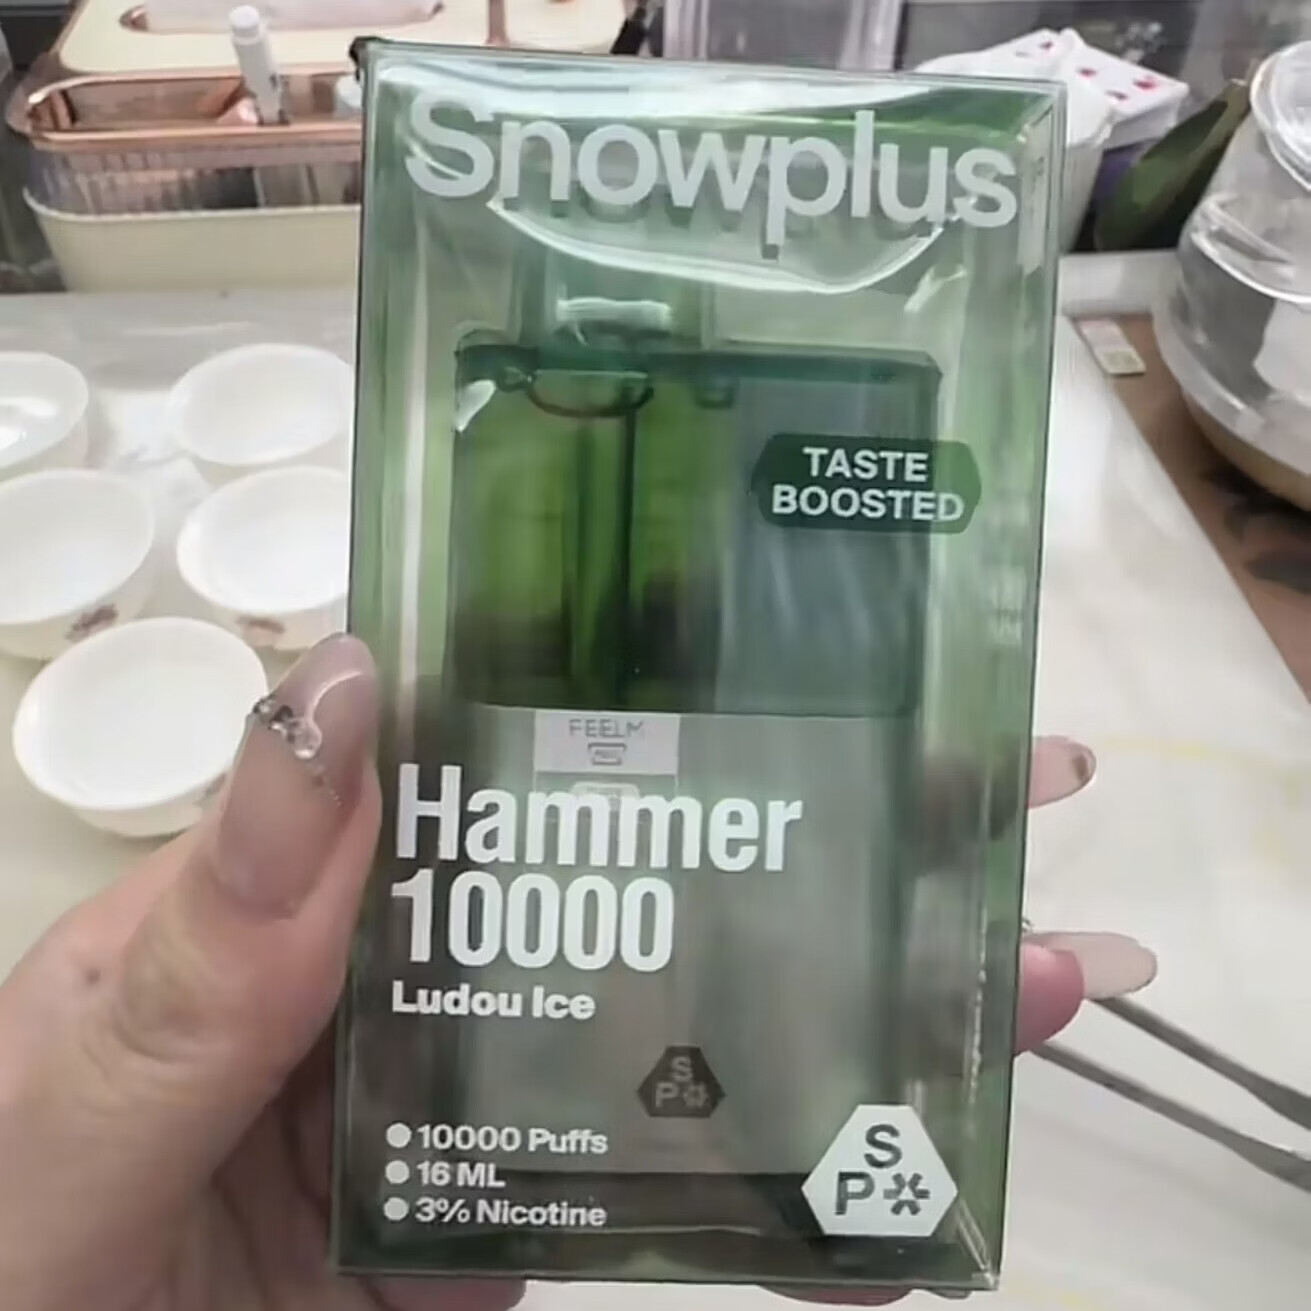 Snowplus
TASTE
BOOSTED
FEELM
Hammer
10000
Ludou Ice
S
P*
10000 Puffs
16 ML
3% Nicotine
S
P*